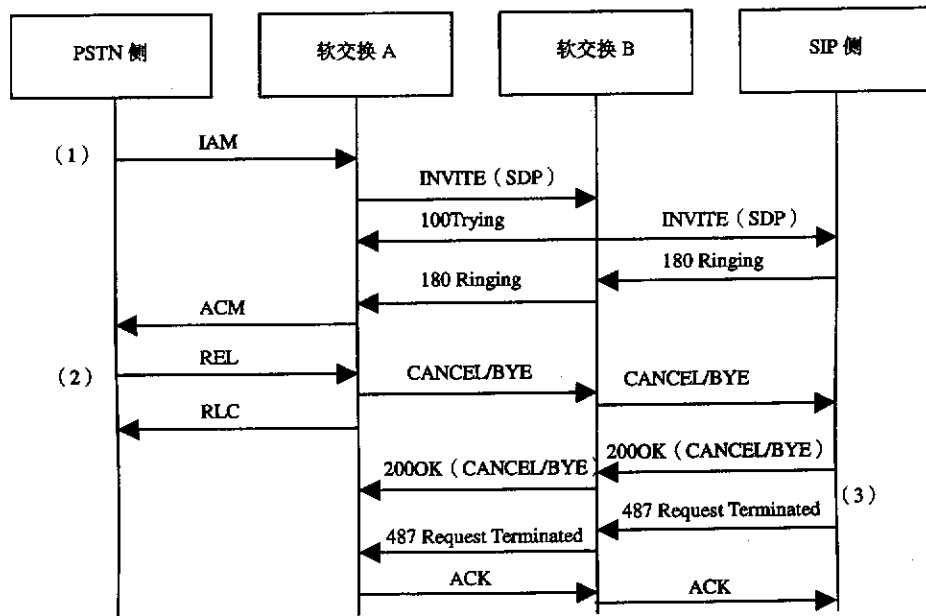 PSTN 侧
软交换 A
软交换 B
SIP 侧
(1)
IAM
INVITE (SDP)
100Trying
INVITE (SDP)
180 Ringing
180 Ringing
ACM
(2)
REL
CANCEL/BYE
CANCEL/BYE
RLC
200OK (CANCEL/BYE)
200OK (CANCEL/BYE)
(3)
487 Request Terminated
487 Request Terminated
ACK
ACK